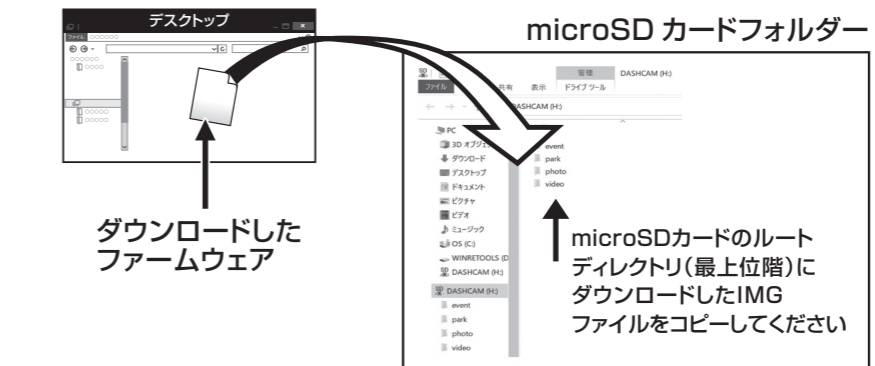 デスクトップ
ファイル
microSD カードフォルダー
管理
DASHCAM (H:)
ファイル
共有
表示
ドライブ ツール
DASHCAM (H:)
PC
3D オブジェ
ダウンロード
デスクトップ
ドキュメント
ピクチャ
ビデオ
ミュージック
OS (C:)
WINRETOOLS (D
DASHCAM (H:)
DASHCAM (H:)
event
park
photo
video
event
park
photo
video
ダウンロードした
ファームウェア
microSDカードのルート
ディレクトリ(最上位階)に
ダウンロードしたIMG
ファイルをコピーしてください